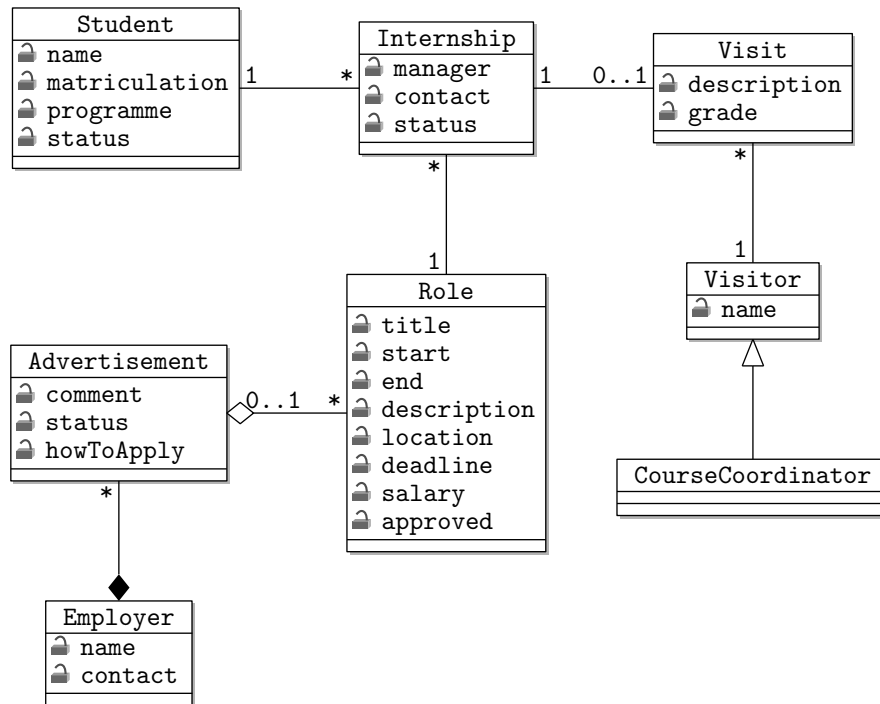 Student
name
matriculation
programme
status
1
*
Internship
manager
contact
status
1
0..1
Visit
description
grade
*
1
*
1
Visitor
name
Role
title
start
end
description
location
deadline
salary
approved
Advertisement
comment
status
howToApply
0..1
*
CourseCoordinator
*
Employer
name
contact